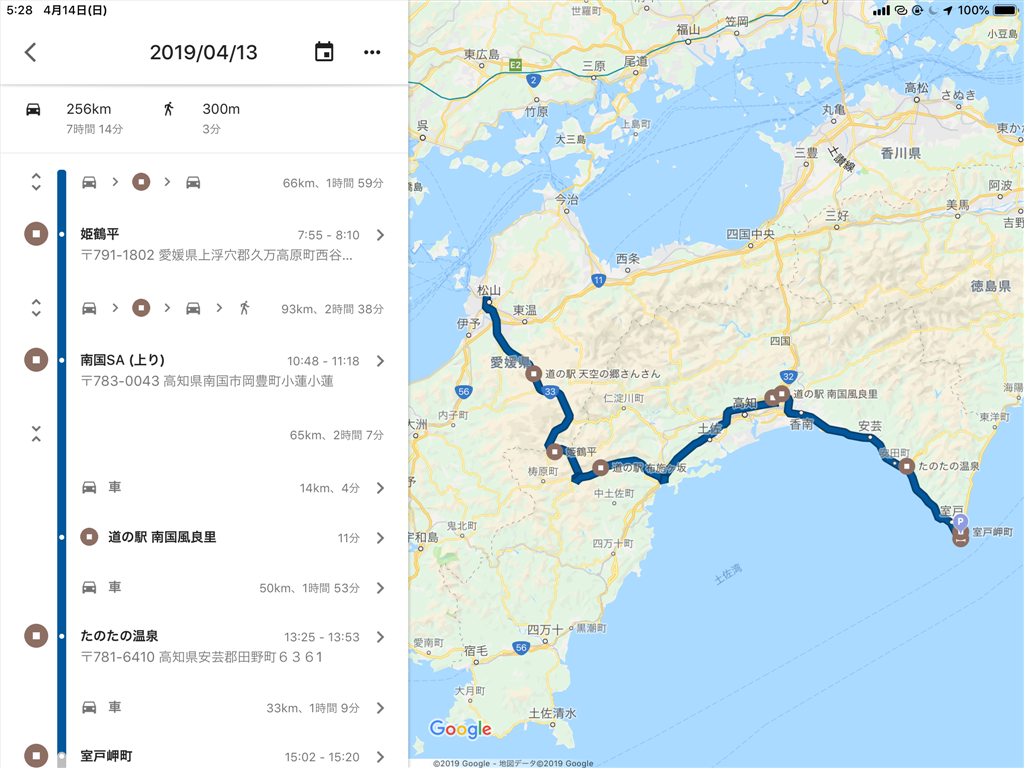 5:28 4月14日(日)
100%
2019/04/13
256km
7時間 14分
300m
3分
66km、1時間 59分
姫鶴平
7:55 - 8:10
〒791-1802 愛媛県上浮穴郡久万高原町西谷...
93km、2時間 38分
南国SA (上り)
10:48 - 11:18
〒783-0043 高知県南国市岡豊町小蓮小蓮
65km、2時間 7分
車
14km、4分
道の駅 南国風良里
11分
車
50km、1時間 53分
たのたの温泉
13:25 - 13:53
〒781-6410 高知県安芸郡田野町６３６１
車
33km、1時間 9分
室戸岬町
15:02 - 15:20
世羅町
福山
笠岡
小豆島
東広島
E2
三原
尾道
2
竹原
高松
さぬき
丸亀
呉
上島町
大三島
東か
三豊
土讃線
香川県
今治
阿波
美馬
三好
吉野
四国中央
西条
11
徳島県
松山
東温
伊予
四国
愛媛県
道の駅 天空の郷さんさん
32
33
56
仁淀川町
高知
道の駅 南国風良里
海陽
内子町
東洋町
大洲
土佐
香南
安芸
姫鶴平
田町
たのたの温泉
道の駅 布施ヶ坂
梼原町
中土佐町
室戸
P
室戸岬町
鬼北町
宇和島
四万十町
土佐湾
四万十
黒潮町
愛南町
宿毛
56
大月町
土佐清水
Google
©2019 Google - 地図データ©2019 Google